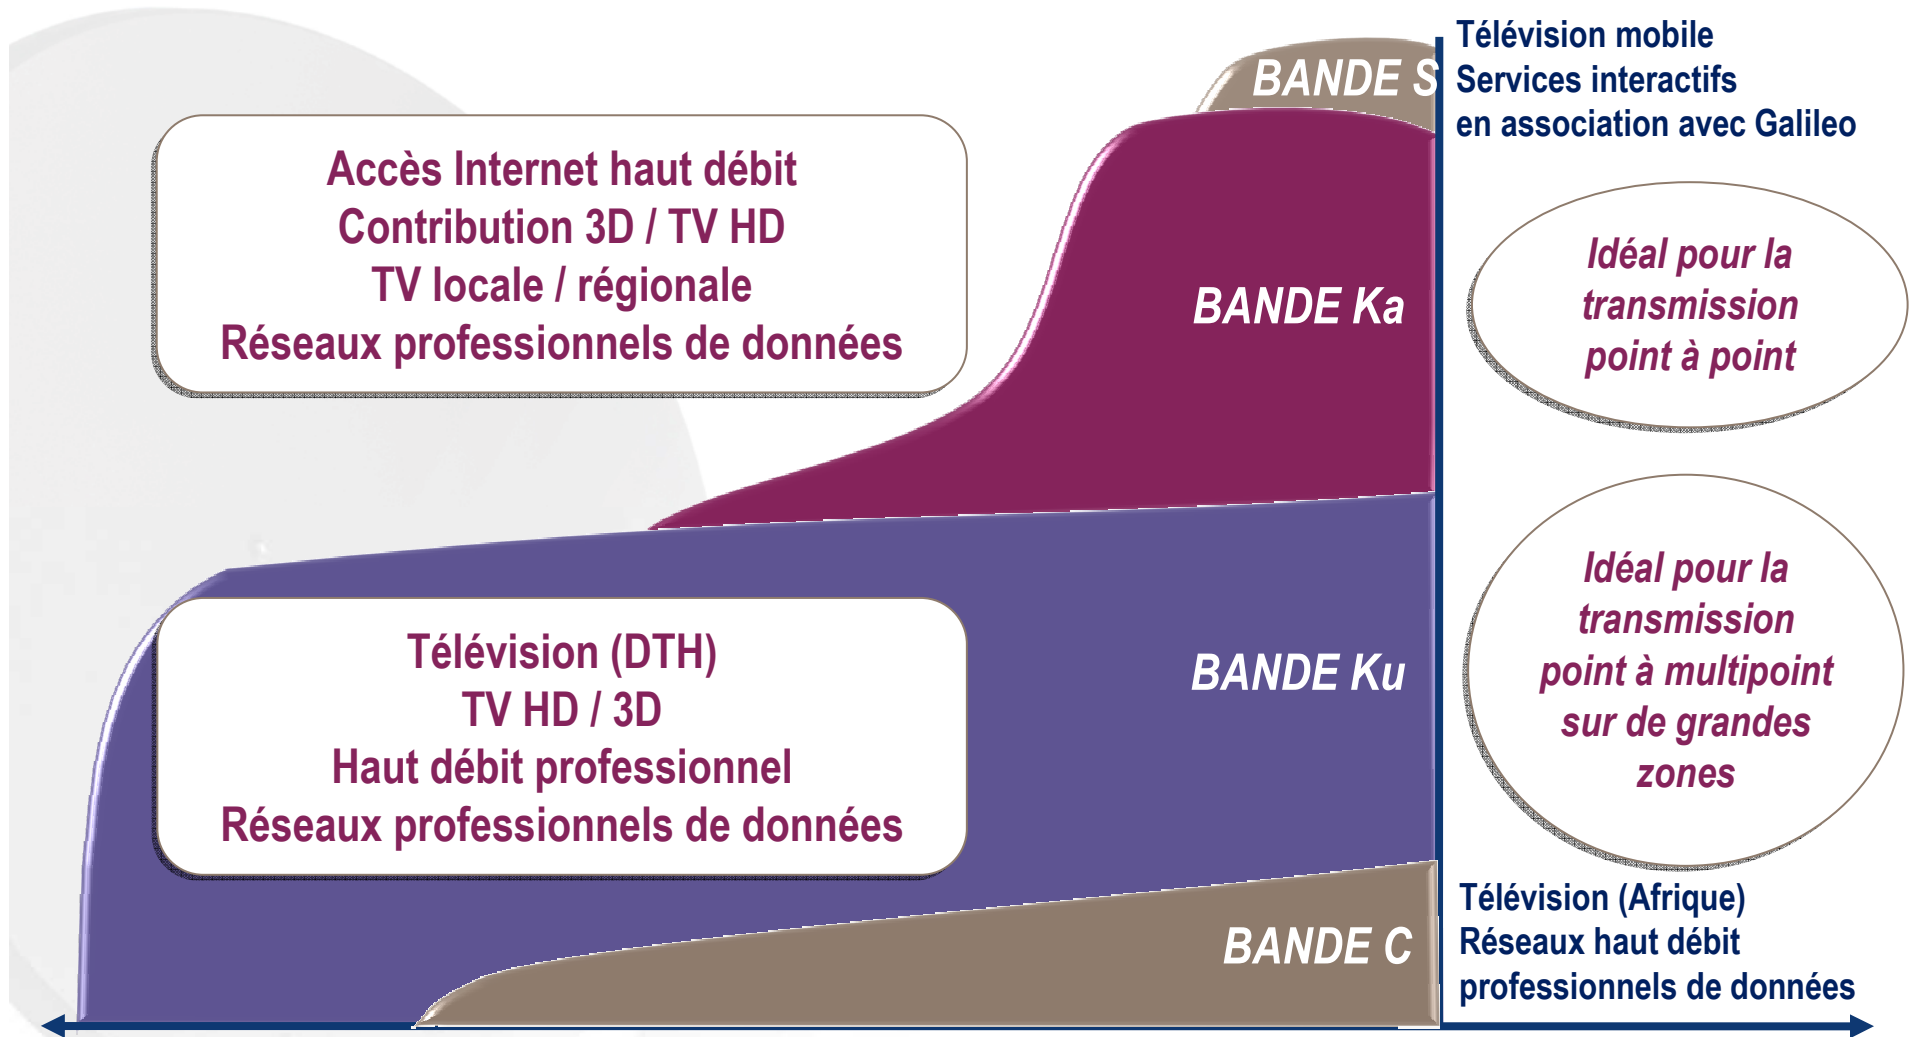 Télévision mobile
Services interactifs
en association avec Galileo
BANDE S
Accès Internet haut débit
Contribution 3D / TV HD
TV locale / régionale
Réseaux professionnels de données
BANDE Ka
Idéal pour la
transmission
point à point
Télévision (DTH)
TV HD / 3D
Haut débit professionnel
Réseaux professionnels de données
BANDE Ku
Idéal pour la
transmission
point à multipoint
sur de grandes
zones
BANDE C
Télévision (Afrique)
Réseaux haut débit
professionnels de données